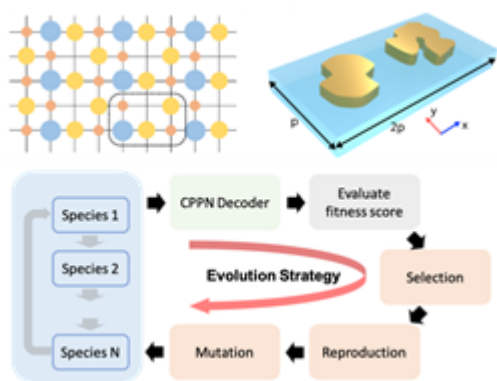 p
2p
y
x
Species 1
CPPN Decoder
Evaluate
fitness score
Species 2
Evolution Strategy
Selection
Species N
Mutation
Reproduction